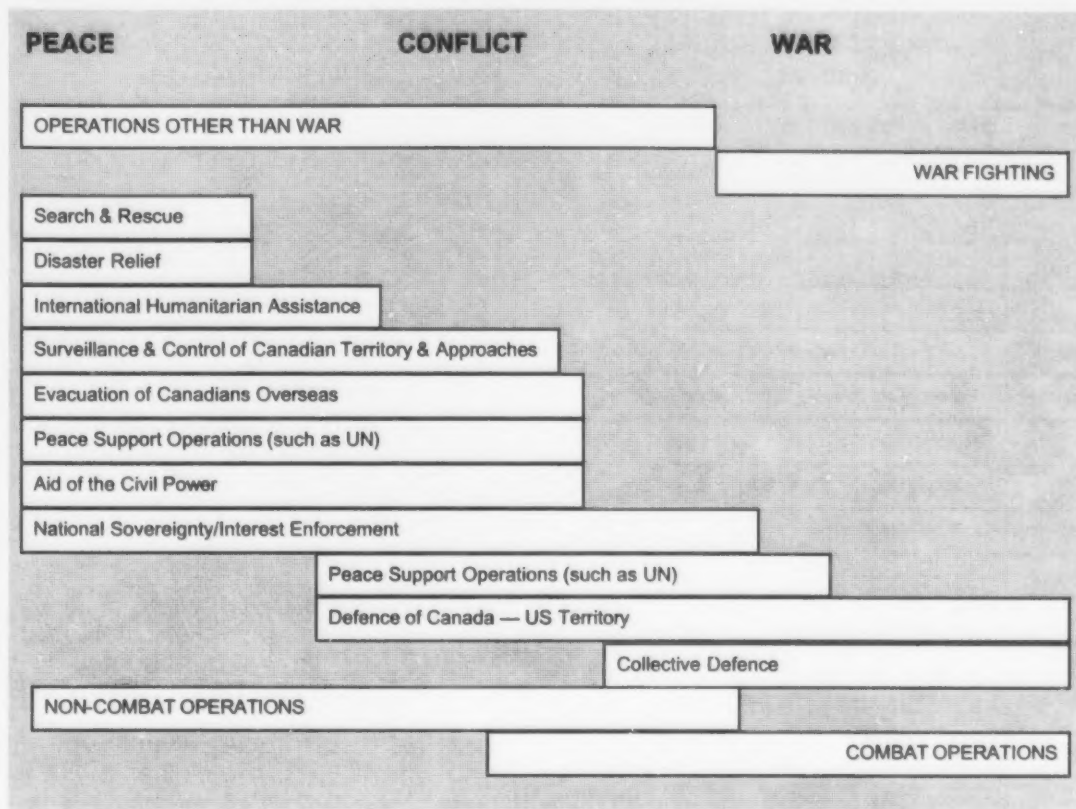 PEACE CONFLICT WAR
OPERATIONS OTHER THAN WAR
WAR FIGHTING
Search & Rescue
Disaster Relief
International Humanitarian Assistance
Surveillance & Control of Canadian Territory & Approaches
Evacuation of Canadians Overseas
Peace Support Operations (such as UN)
Aid of the Civil Power
National Sovereignty/Interest Enforcement
Peace Support Operations (such as UN)
Defence of Canada — US Territory
Collective Defence
NON-COMBAT OPERATIONS
COMBAT OPERATIONS